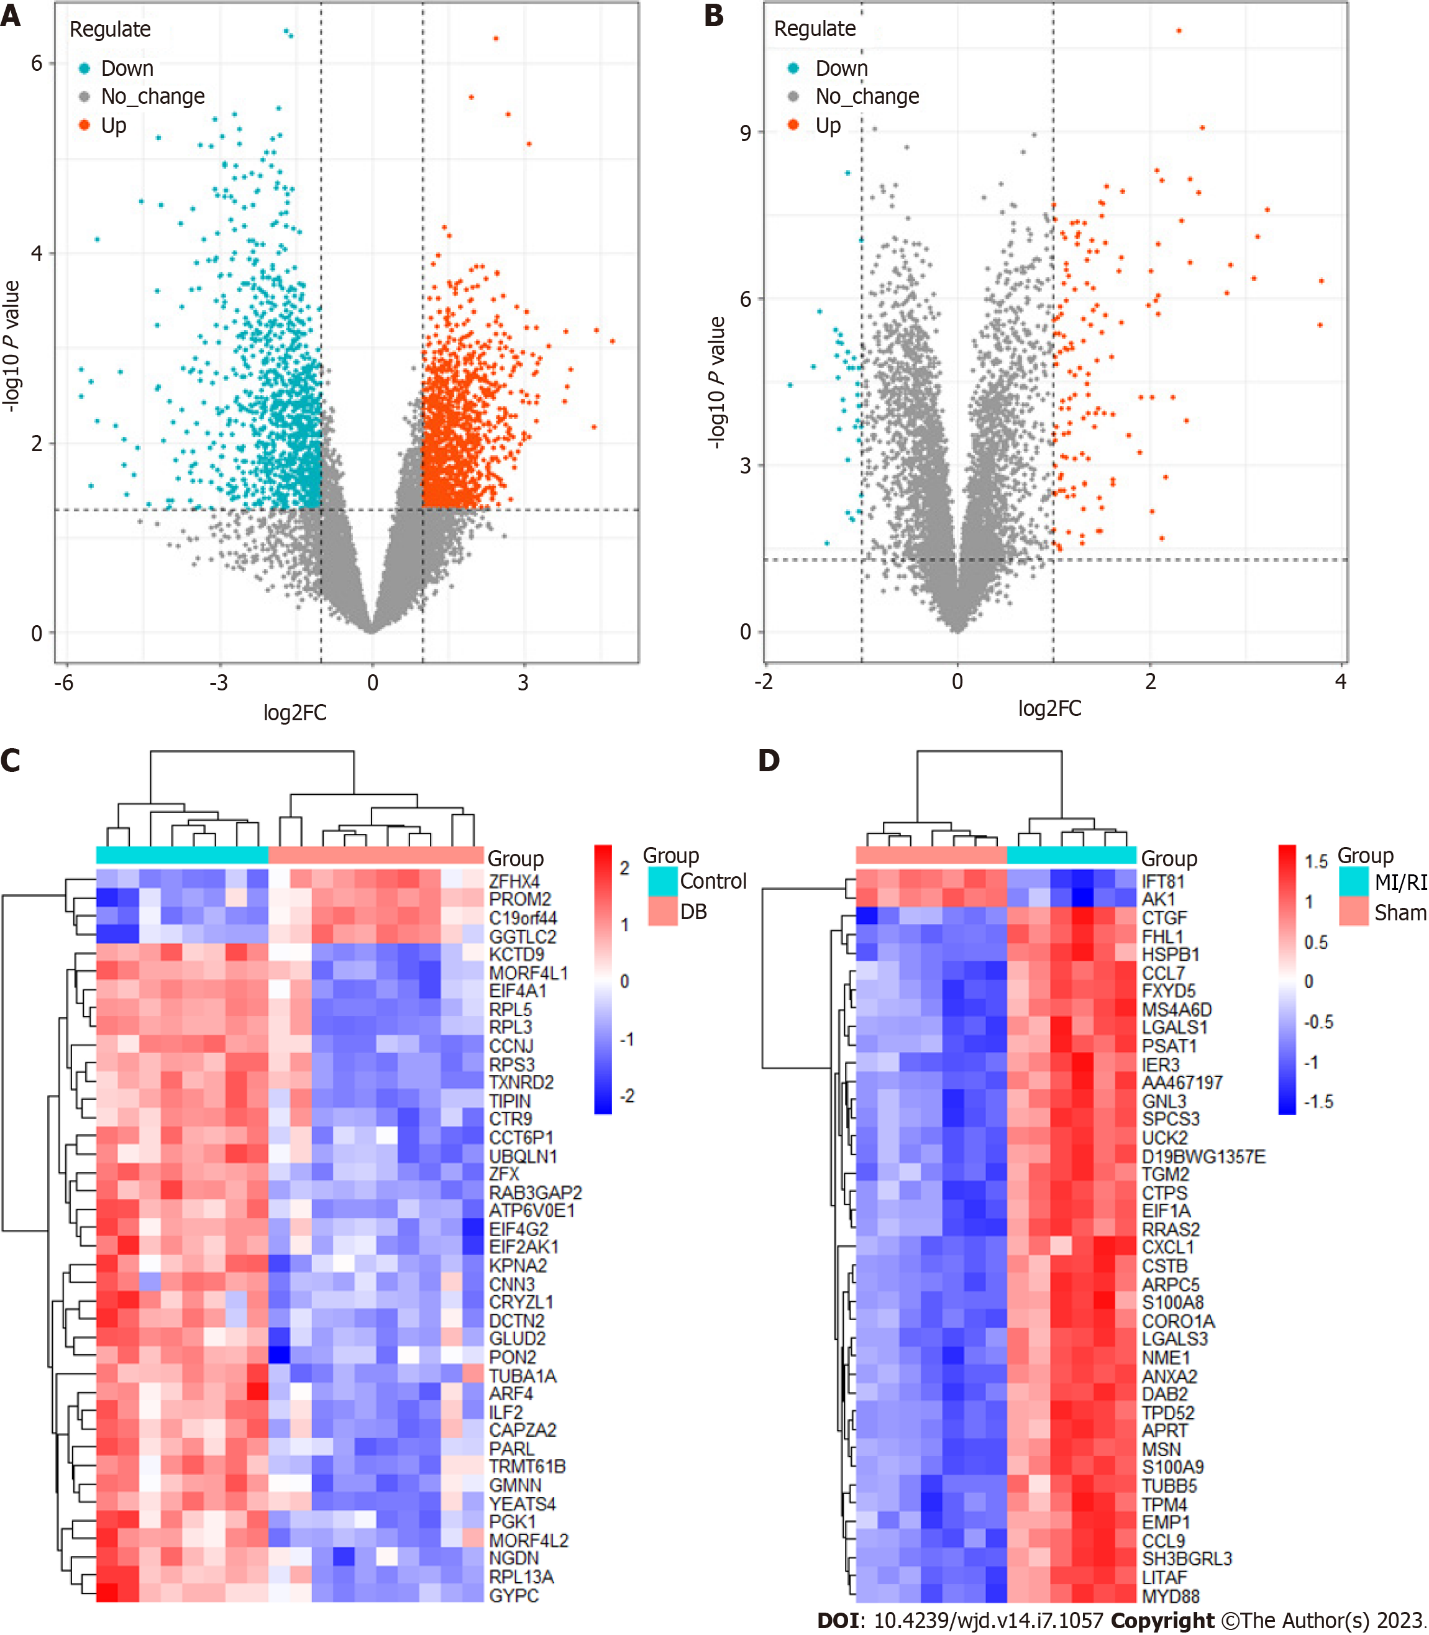 A
Regulate
Down
No_change
Up
6
4
2
0
-log10 P value
-6
-3
0
3
log2FC
B
Regulate
Down
No_change
Up
9
6
3
0
-log10 P value
-2
0
2
4
log2FC
C
Group
ZFHX4
PROM2
C19orf44
GGTLC2
KCTD9
MORF4L1
EIF4A1
RPL5
RPL3
CCNJ
RPS3
TXNRD2
TIPIN
CTR9
CCT6P1
UBQLN1
ZFX
RAB3GAP2
ATP6V0E1
EIF4G2
EIF2AK1
KPNA2
CNN3
CRYZL1
DCTN2
GLUD2
PON2
TUBA1A
ARF4
ILF2
CAPZA2
PARL
TRMT61B
GMNN
YEATS4
PGK1
MORF4L2
NGDN
RPL13A
GYPC
2
1
0
-1
-2
Group
Control
DB
D
Group
IFT81
AK1
CTGF
FHL1
HSPB1
CCL7
FXYD5
MS4A6D
LGALS1
PSAT1
IER3
AA467197
GNL3
SPCS3
UCK2
D19BWG1357E
TGM2
CTPS
EIF1A
RRAS2
CXCL1
CSTB
ARPC5
S100A8
CORO1A
LGALS3
NME1
ANXA2
DAB2
TPD52
APRT
MSN
S100A9
TUBB5
TPM4
EMP1
CCL9
SH3BGRL3
LITAF
MYD88
1.5
1
0.5
0
-0.5
-1
-1.5
Group
MI/RI
Sham
DOI: 10.4239/wjd.v14.i7.1057 Copyright ©The Author(s) 2023.